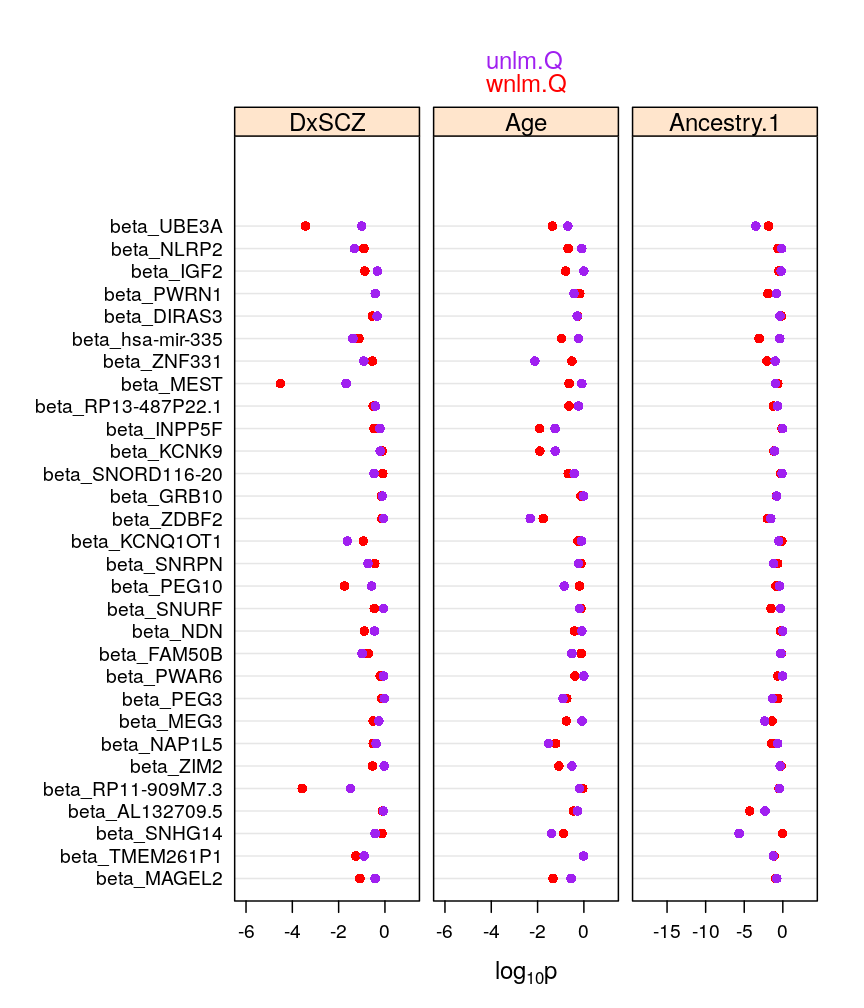 unlm.Q
wnlm.Q
DxSCZ Age Ancestry.1
beta_UBE3A
beta_NLRP2
beta_IGF2
beta_PWRN1
beta_DIRAS3
beta_hsa-mir-335
beta_ZNF331
beta_MEST
beta_RP13-487P22.1
beta_INPP5F
beta_KCNK9
beta_SNORD116-20
beta_GRB10
beta_ZDBF2
beta_KCNQ1OT1
beta_SNRPN
beta_PEG10
beta_SNURF
beta_NDN
beta_FAM50B
beta_PWAR6
beta_PEG3
beta_MEG3
beta_NAP1L5
beta_ZIM2
beta_RP11-909M7.3
beta_AL132709.5
beta_SNHG14
beta_TMEM261P1
beta_MAGEL2
-6 -4 -2 0 -6 -4 -2 0 -15 -10 -5 0
log₁₀p